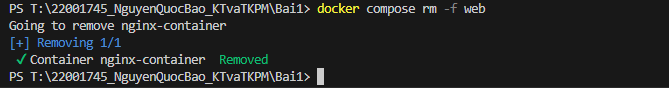 PS T:\22001745_NguyenQuocBao_KTvaTKPM\Bai1> docker compose rm -f web
Going to remove nginx-container
[+] Removing 1/1
✓ Container nginx-container  Removed
PS T:\22001745_NguyenQuocBao_KTvaTKPM\Bai1>